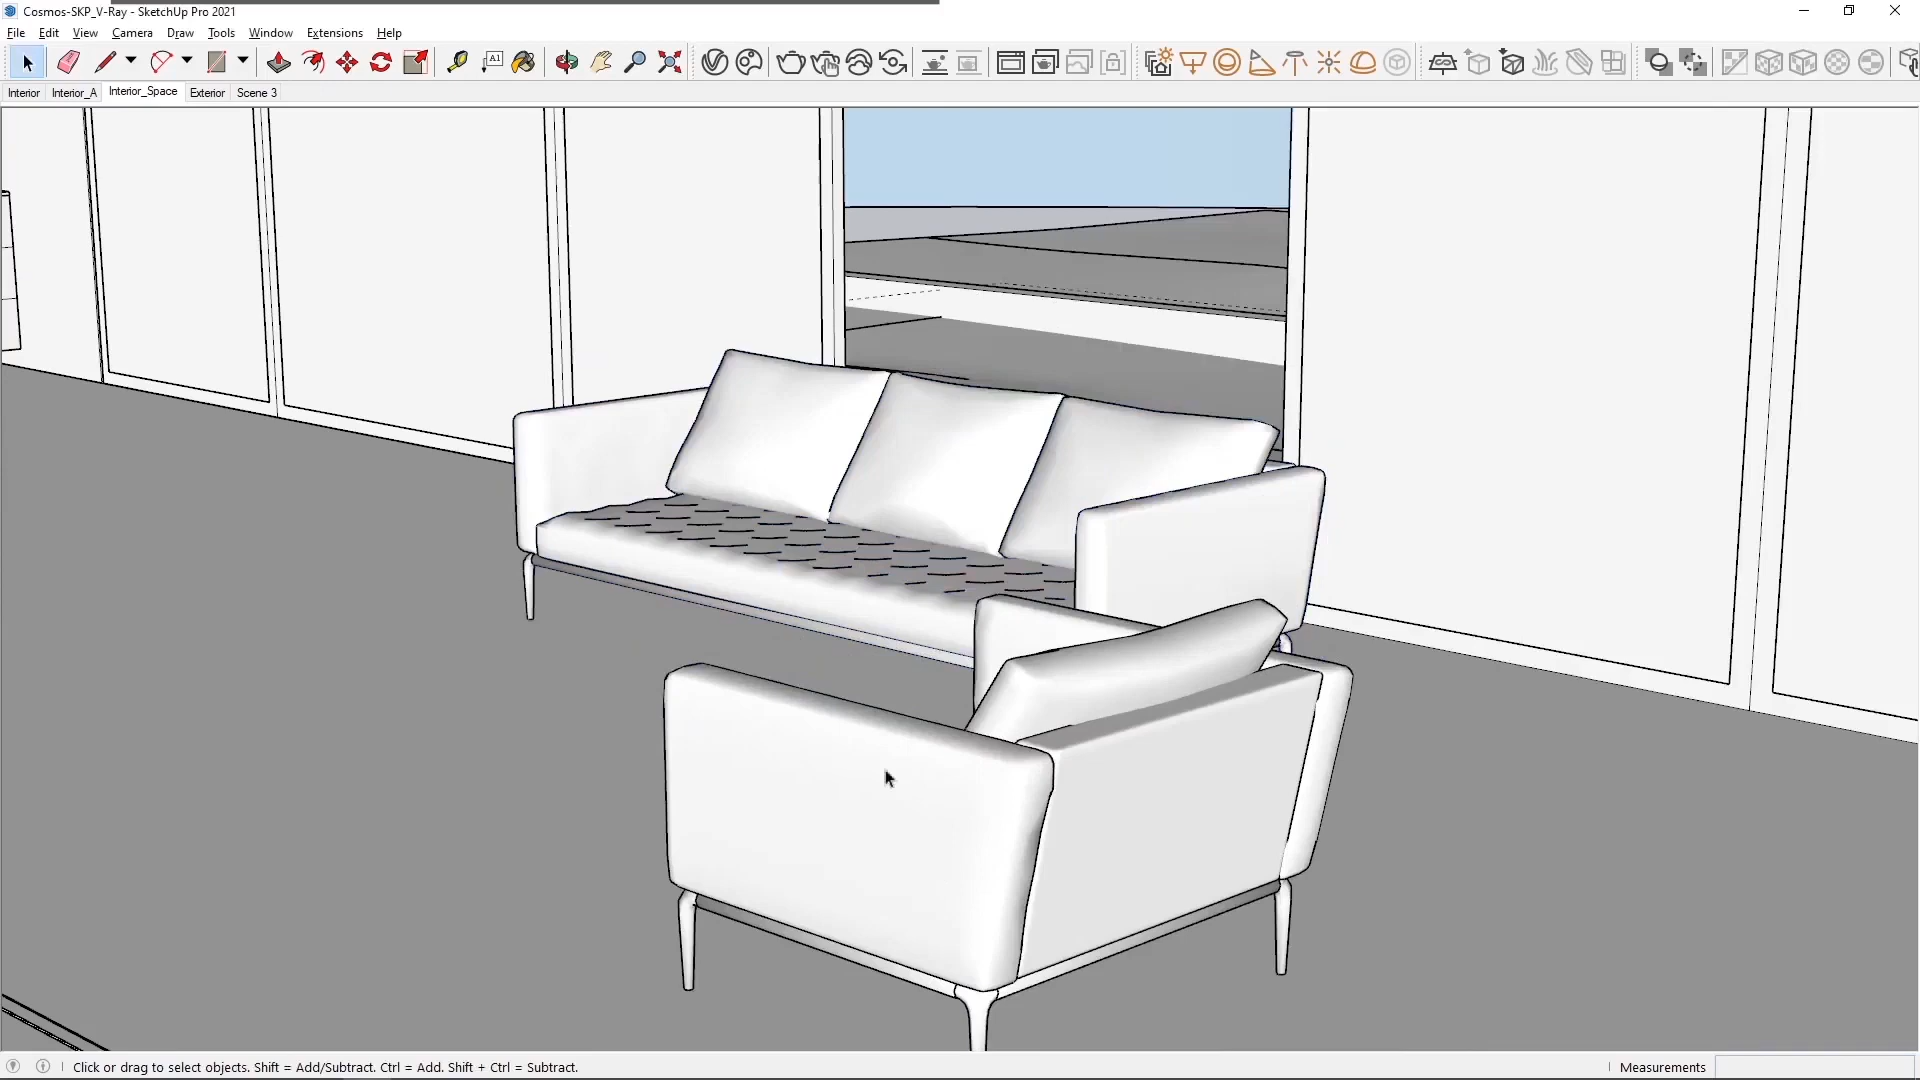 Cosmos-SKP_V-Ray - SketchUp Pro 2021
File Edit View Camera Draw Tools Window Extensions Help
A1
Interior Interior_A Interior_Space Exterior Scene 3
Click or drag to select objects. Shift = Add/Subtract. Ctrl = Add. Shift + Ctrl = Subtract.
Measurements